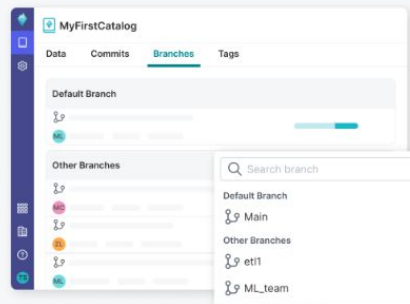 MyFirstCatalog
Data Commits Branches Tags
Default Branch
ML
Other Branches
MC
ZL
ML
TS
Search branch
Default Branch
Main
Other Branches
etl1
ML_team